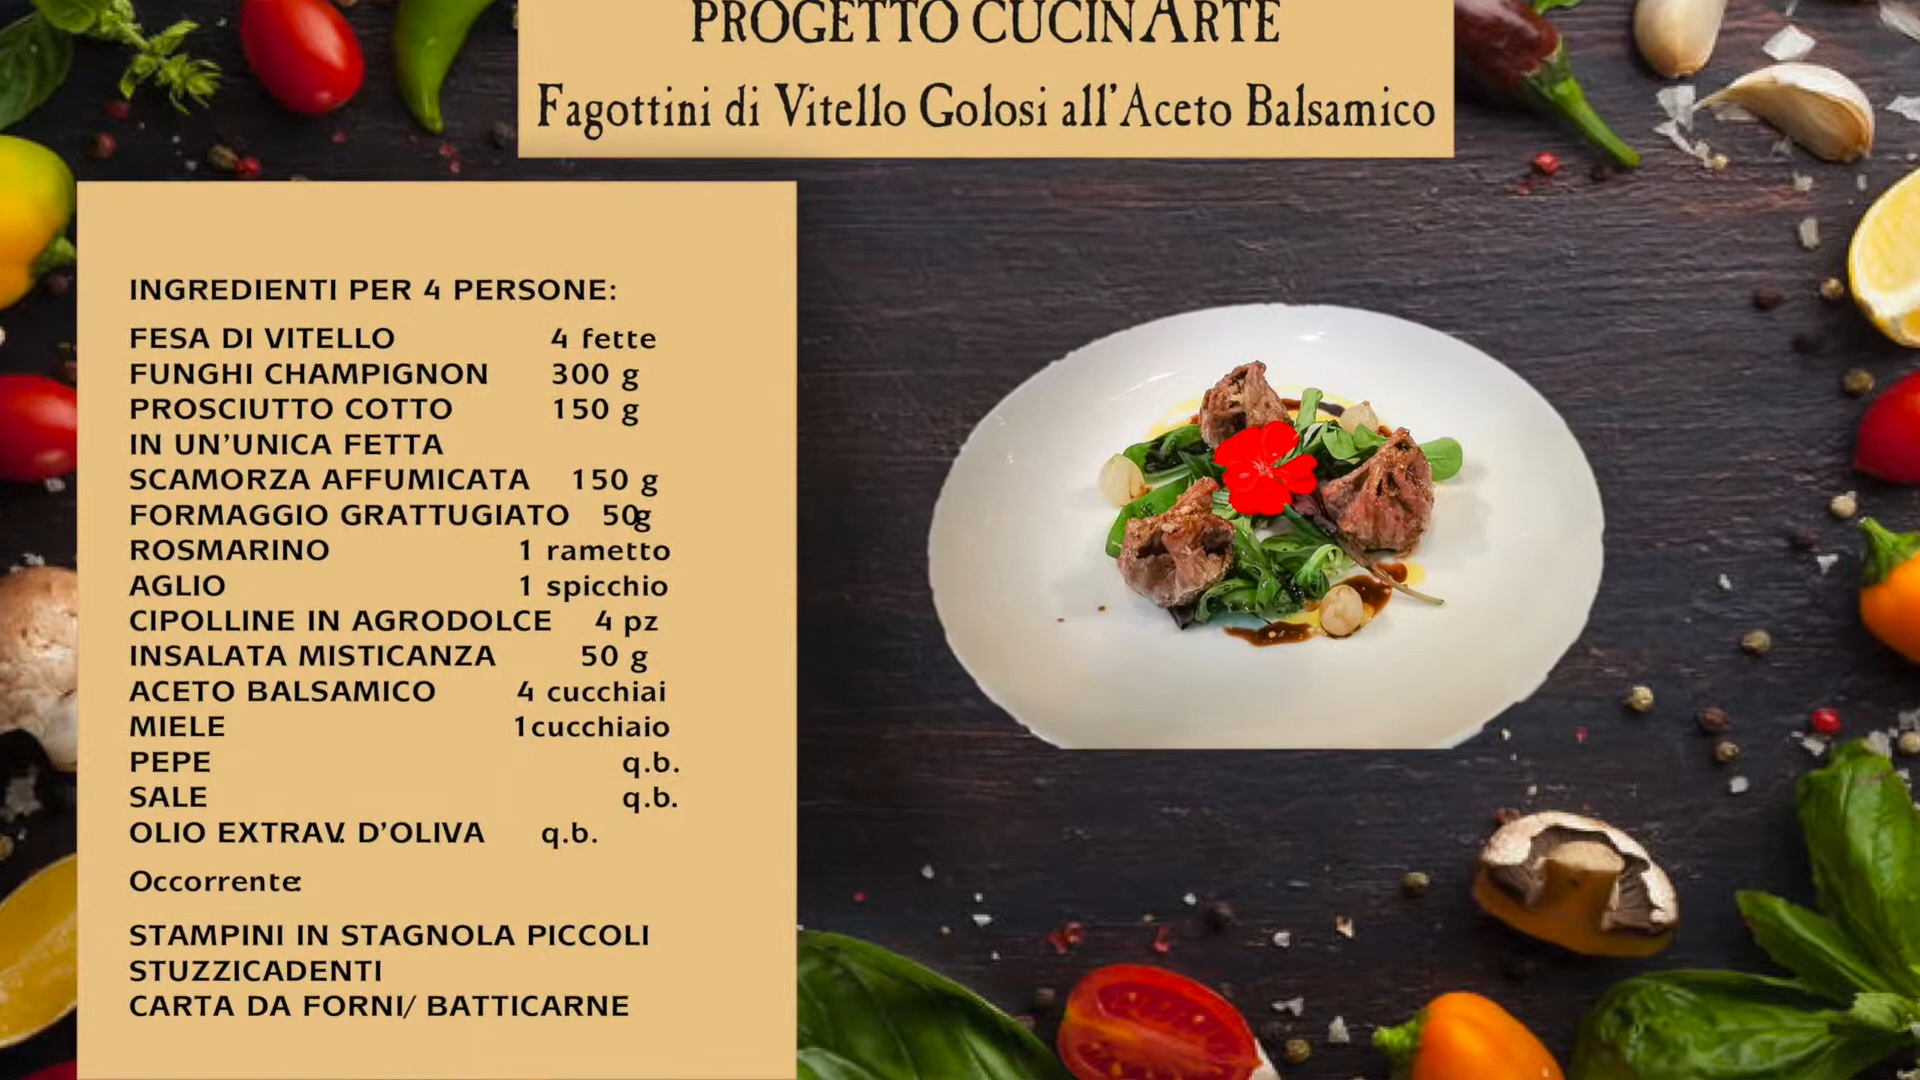 PROGETTO CUCINARTE
Fagottini di Vitello Golosi all'Aceto Balsamico
INGREDIENTI PER 4 PERSONE:
FESA DI VITELLO 4 fette
FUNGHI CHAMPIGNON 300 g
PROSCIUTTO COTTO 150 g
IN UN'UNICA FETTA
SCAMORZA AFFUMICATA 150 g
FORMAGGIO GRATTUGIATO 50g
ROSMARINO 1 rametto
AGLIO 1 spicchio
CIPOLLINE IN AGRODOLCE 4 pz
INSALATA MISTICANZA 50 g
ACETO BALSAMICO 4 cucchiai
MIELE 1cucchiaio
PEPE q.b.
SALE q.b.
OLIO EXTRAV. D'OLIVA q.b.
Occorrente:
STAMPINI IN STAGNOLA PICCOLI
STUZZICADENTI
CARTA DA FORNI/ BATTICARNE